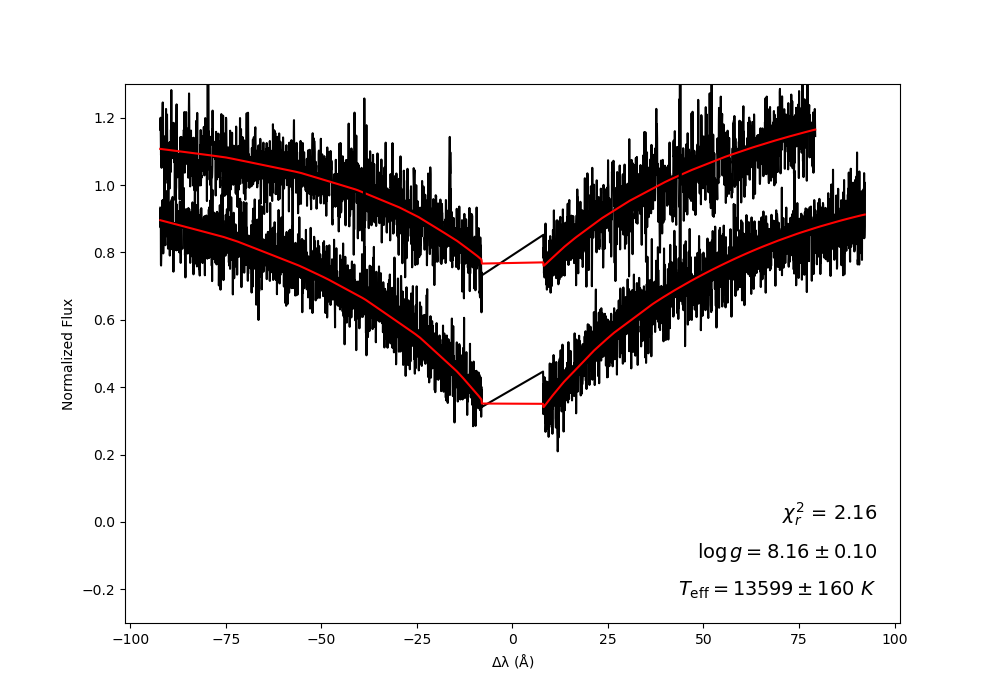 1.2
1.0
0.8
0.6
0.4
0.2
0.0
−0.2
Normalized Flux
χ²ᵣ = 2.16
log g = 8.16 ± 0.10
T_eff = 13599 ± 160 K
−100 −75 −50 −25 0 25 50 75 100
Δλ (Å)